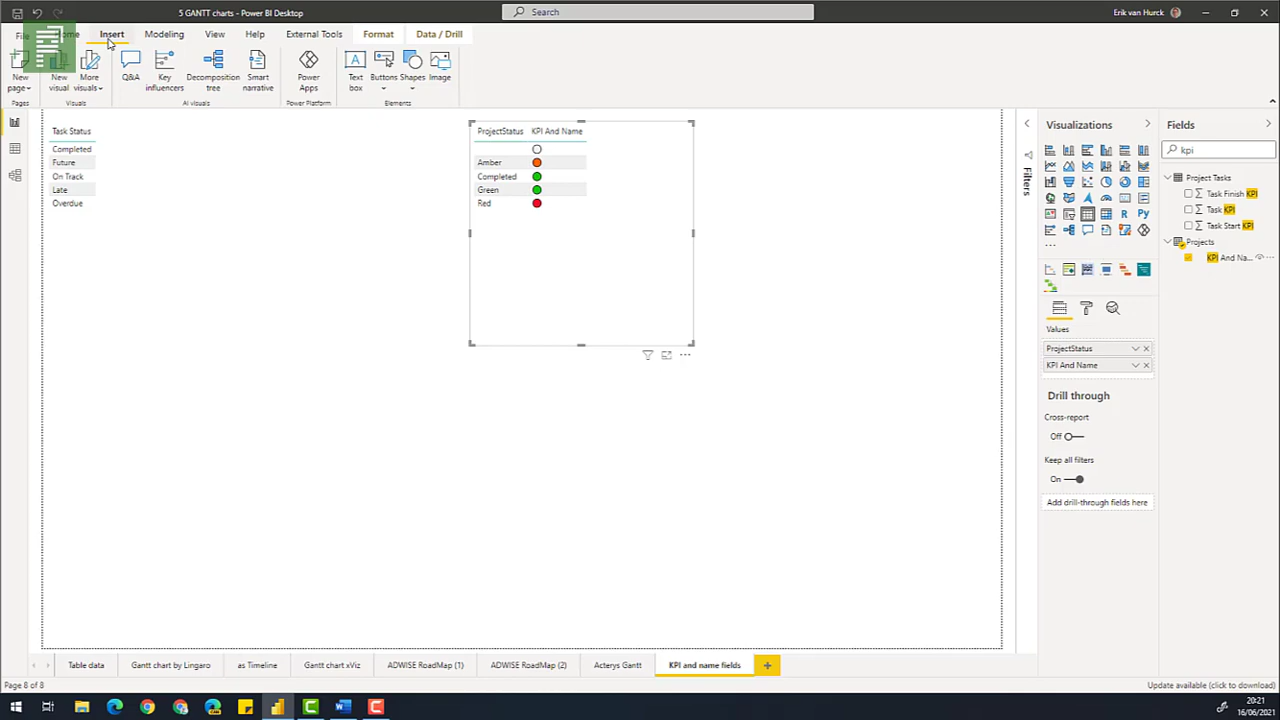 5 GANTT charts - Power BI Desktop
Search
Erik van Hurck
Insert
Modeling
View
Help
External Tools
Format
Data / Drill
New page
New visual
More visuals
Q&A
Key influencers
Decomposition tree
Smart narrative
Power Apps
Text box
Buttons
Shapes
Image
Pages
Visuals
AI visuals
Power Platform
Elements
Task Status
Completed
Future
On Track
Late
Overdue
ProjectStatus KPI And Name
Amber
Completed
Green
Red
Filters
Visualizations
R
Py
Values
ProjectStatus
KPI And Name
Drill through
Cross-report
Off
Keep all filters
On
Add drill-through fields here
Fields
kpi
Project Tasks
Task Finish KPI
Task KPI
Task Start KPI
Projects
KPI And Na...
Table data
Gantt chart by Lingaro
as Timeline
Gantt chart xViz
ADWISE RoadMap (1)
ADWISE RoadMap (2)
Acterys Gantt
KPI and name fields
Page 8 of 8
Update available (click to download)
20:21
16/06/2021